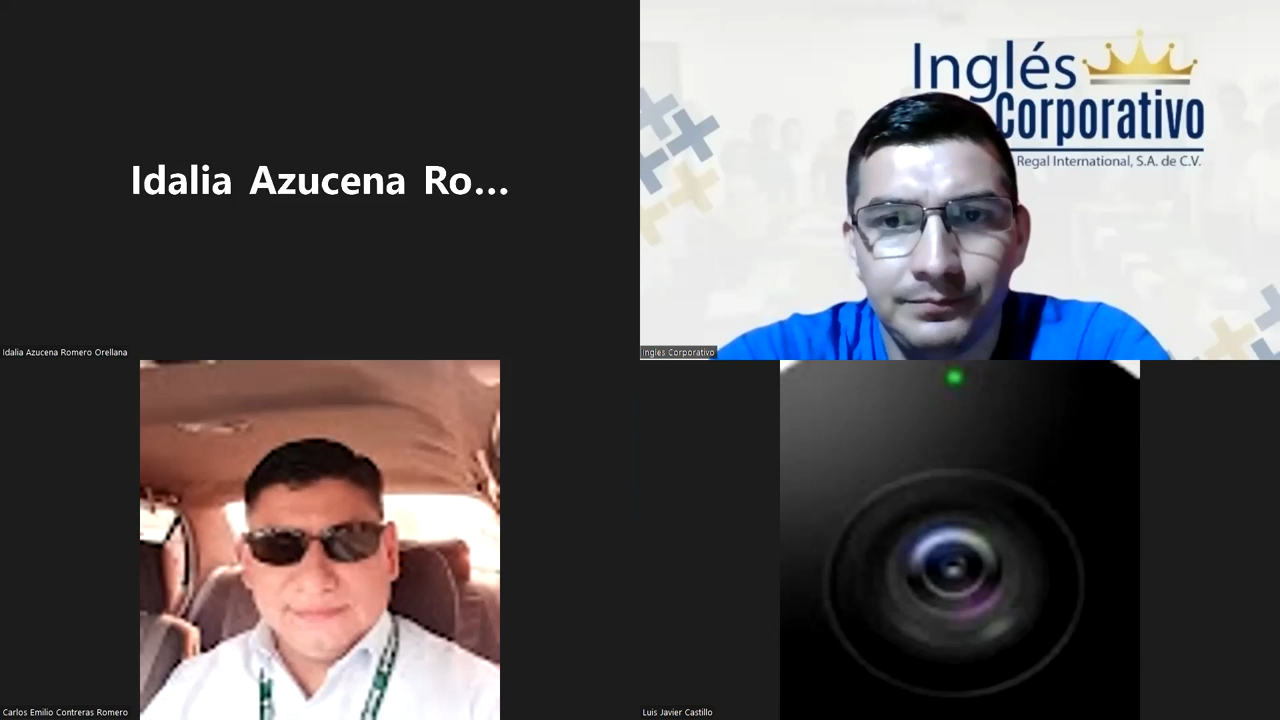 Idalia Azucena Ro...
Idalia Azucena Romero Orellana
Inglés
Corporativo
Regal International, S.A. de C.V.
Ingles Corporativo
Carlos Emilio Contreras Romero
Luis Javier Castillo